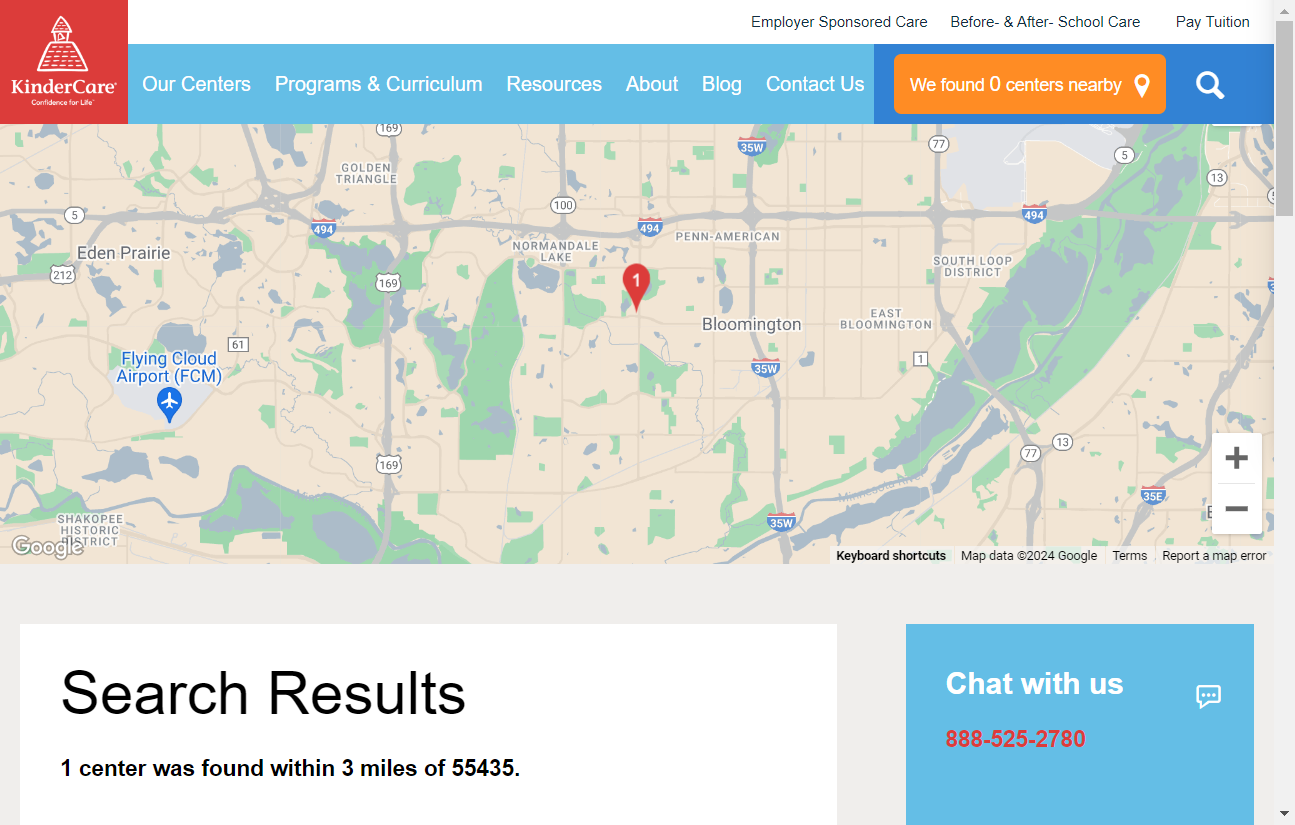 Employer Sponsored Care
Before- & After- School Care
Pay Tuition
KinderCare
Confidence for Life
Our Centers
Programs & Curriculum
Resources
About
Blog
Contact Us
We found 0 centers nearby
169
35W
77
5
GOLDEN
TRIANGLE
13
5
100
494
494
494
PENN-AMERICAN
NORMANDALE
LAKE
Eden Prairie
212
169
1
SOUTH LOOP
DISTRICT
EAST
BLOOMINGTON
Bloomington
61
1
Flying Cloud
Airport (FCM)
35W
169
77
13
Minnesota River
35E
35W
SHAKOPEE
HISTORIC
DISTRICT
Google
Keyboard shortcuts
Map data ©2024 Google
Terms
Report a map error
Search Results
1 center was found within 3 miles of 55435.
Chat with us
888-525-2780